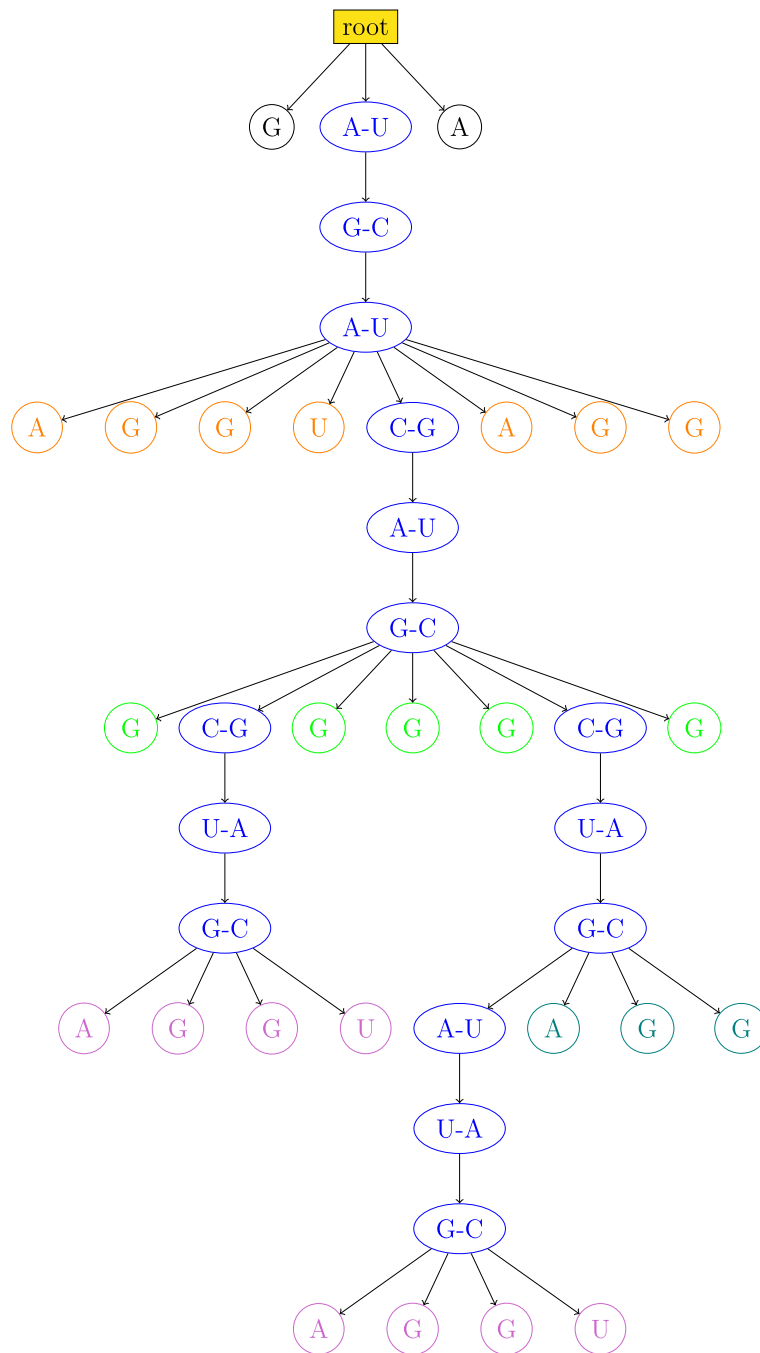 root
G A-U A
G-C
A-U
A G G U C-G A G G
A-U
G-C
G C-G G G G C-G G
U-A U-A
G-C G-C
A G G U A-U A G G
U-A
G-C
A G G U